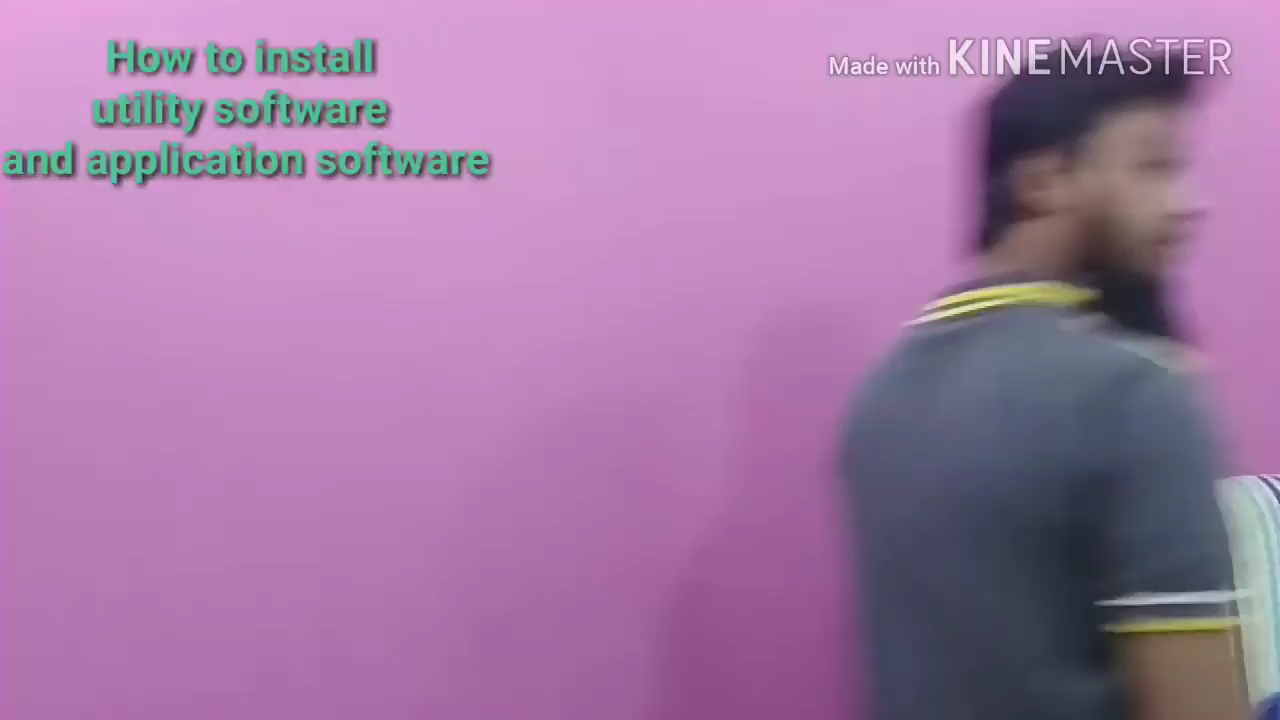 How to install
utility software
and application software
Made with KINEMASTER